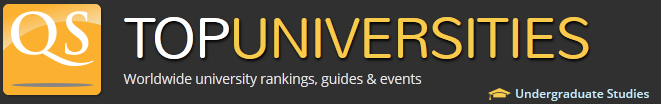 QS
TOPUNIVERSITIES
Worldwide university rankings, guides & events
Undergraduate Studies